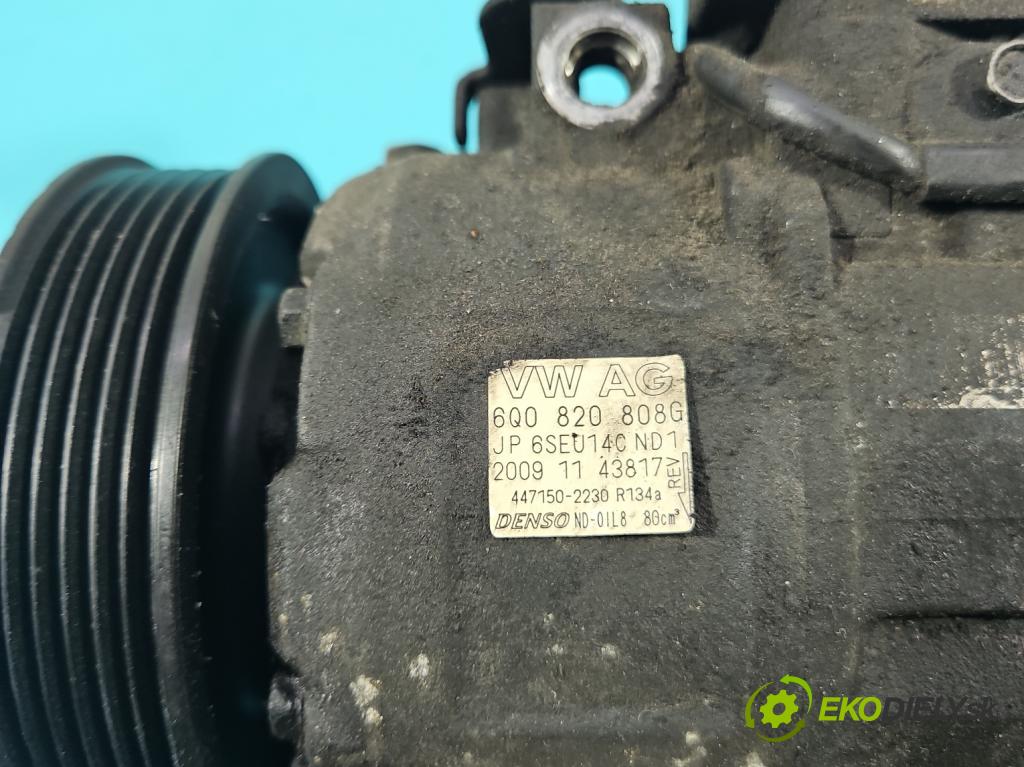 VW AG
6Q0 820 808G
JP 6SEU14C ND1
2009 11 43817
REV
447150-2230 R134a
DENSO ND-OIL8 80cm³
EKODIELY.sk